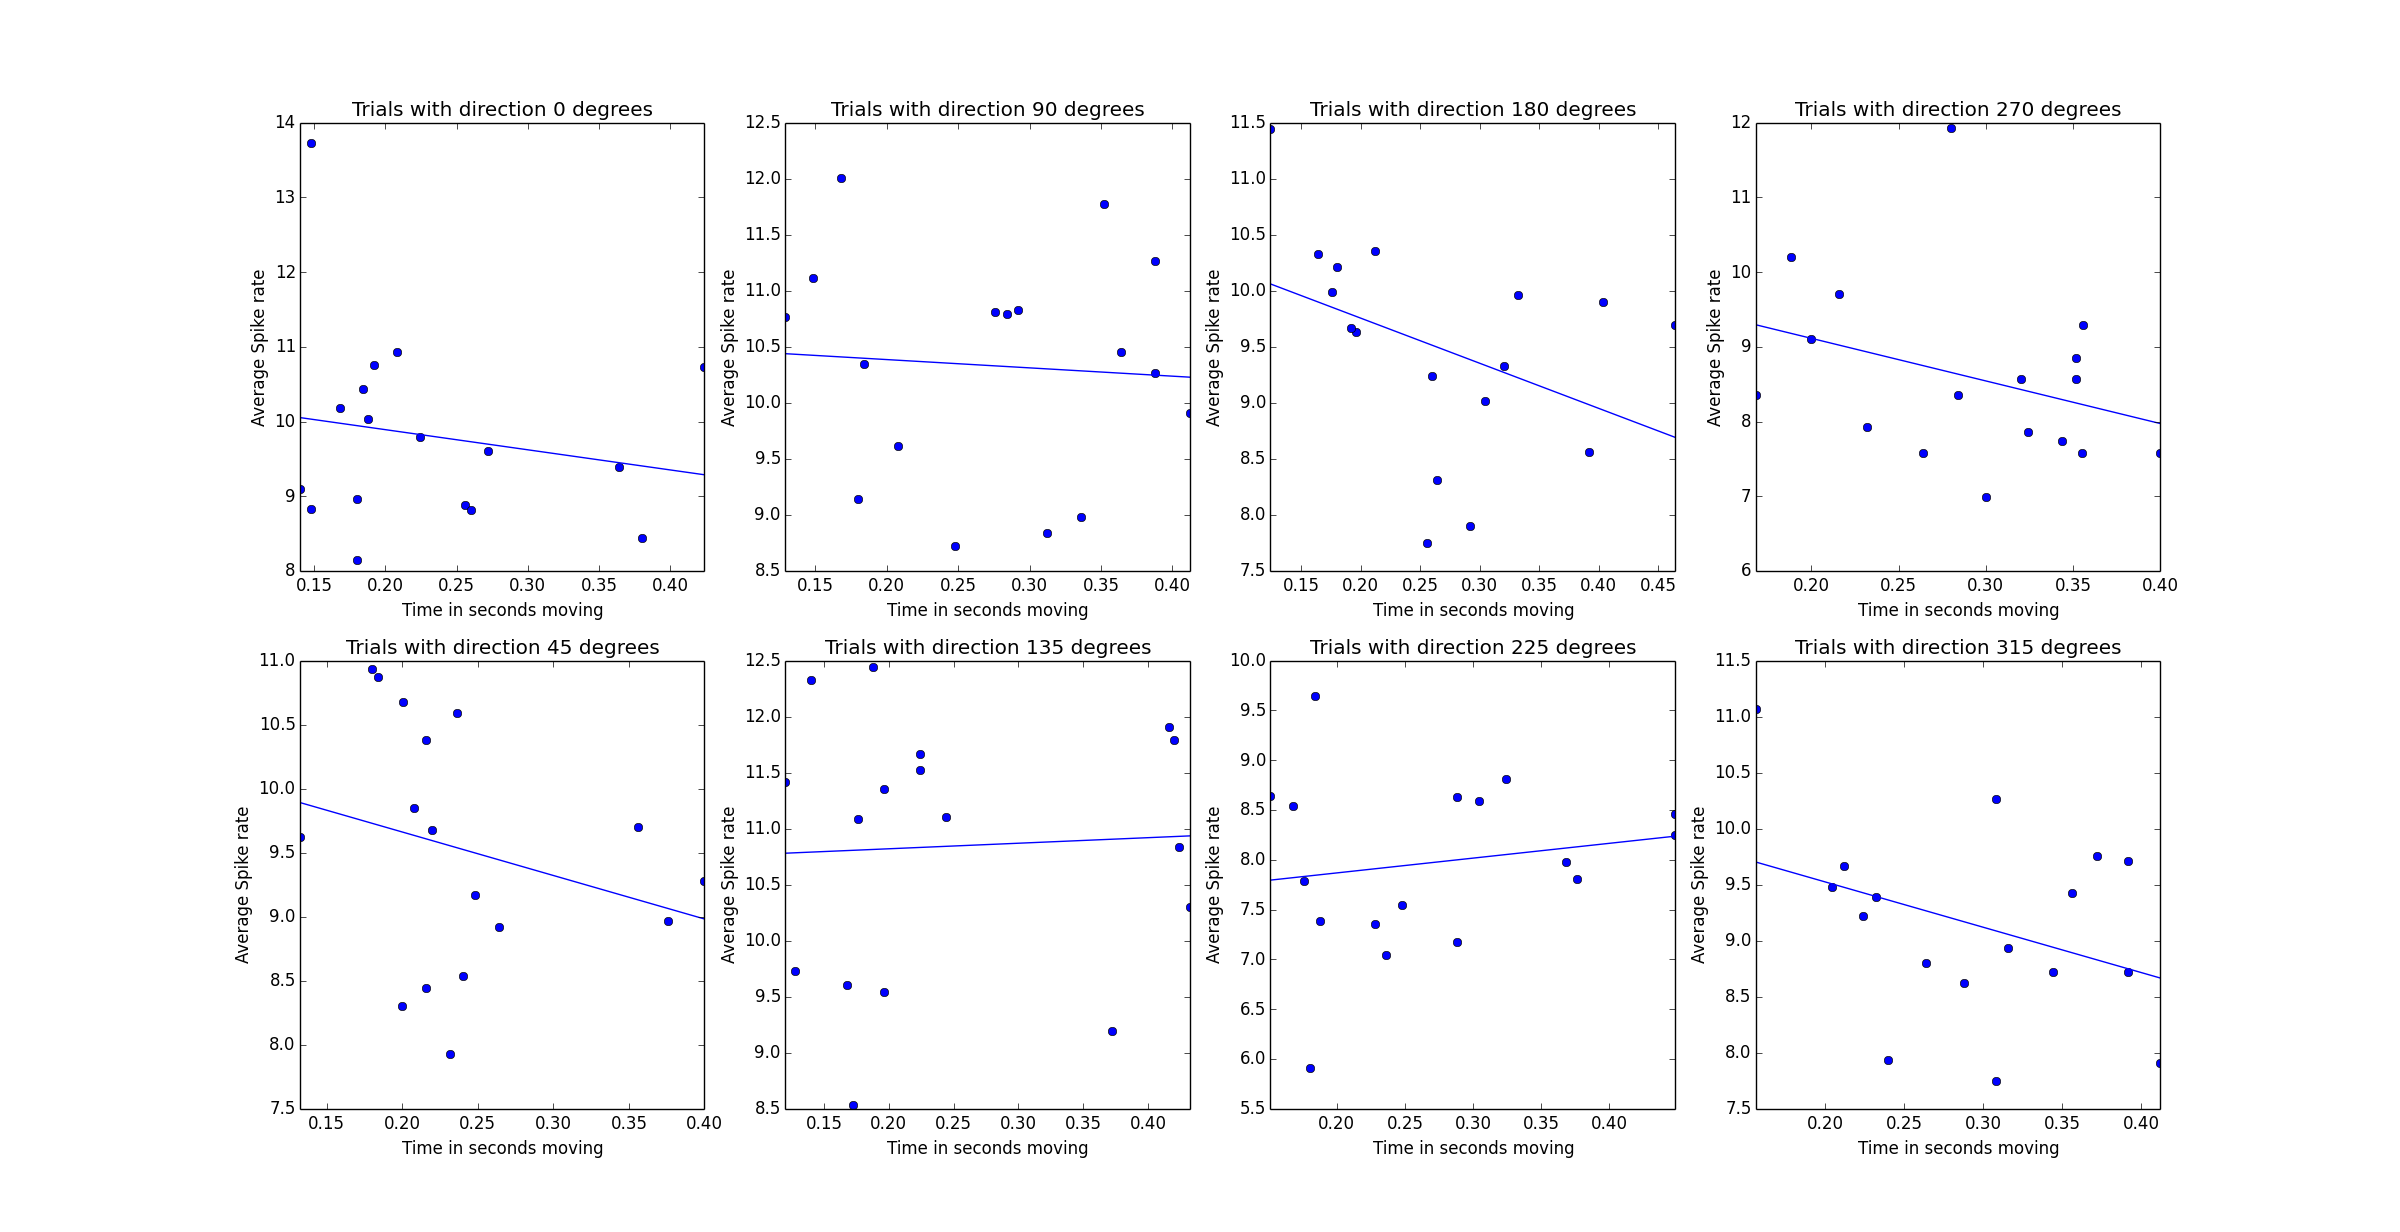 Trials with direction 0 degrees
14
13
12
11
10
9
8
0.15 0.20 0.25 0.30 0.35 0.40
Average Spike rate
Time in seconds moving
Trials with direction 90 degrees
12.5
12.0
11.5
11.0
10.5
10.0
9.5
9.0
8.5
0.15 0.20 0.25 0.30 0.35 0.40
Average Spike rate
Time in seconds moving
Trials with direction 180 degrees
11.5
11.0
10.5
10.0
9.5
9.0
8.5
8.0
7.5
0.15 0.20 0.25 0.30 0.35 0.40 0.45
Average Spike rate
Time in seconds moving
Trials with direction 270 degrees
12
11
10
9
8
7
6
0.20 0.25 0.30 0.35 0.40
Average Spike rate
Time in seconds moving
Trials with direction 45 degrees
11.0
10.5
10.0
9.5
9.0
8.5
8.0
7.5
0.15 0.20 0.25 0.30 0.35 0.40
Average Spike rate
Time in seconds moving
Trials with direction 135 degrees
12.5
12.0
11.5
11.0
10.5
10.0
9.5
9.0
8.5
0.15 0.20 0.25 0.30 0.35 0.40
Average Spike rate
Time in seconds moving
Trials with direction 225 degrees
10.0
9.5
9.0
8.5
8.0
7.5
7.0
6.5
6.0
5.5
0.20 0.25 0.30 0.35 0.40
Average Spike rate
Time in seconds moving
Trials with direction 315 degrees
11.5
11.0
10.5
10.0
9.5
9.0
8.5
8.0
7.5
0.20 0.25 0.30 0.35 0.40
Average Spike rate
Time in seconds moving